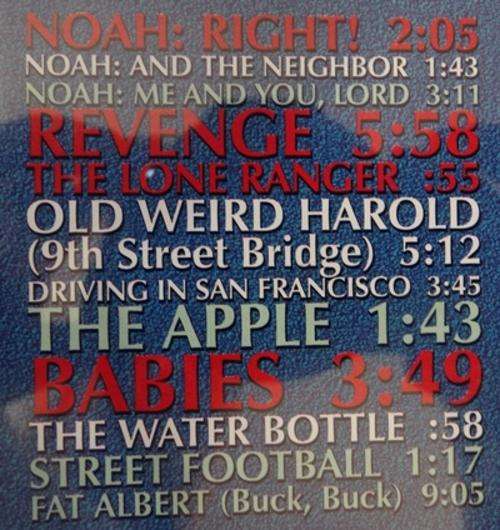 NOAH: RIGHT! 2:05
NOAH: AND THE NEIGHBOR 1:43
NOAH: ME AND YOU, LORD 3:11
REVENGE 5:58
THE LONE RANGER :55
OLD WEIRD HAROLD
(9th Street Bridge) 5:12
DRIVING IN SAN FRANCISCO 3:45
THE APPLE 1:43
BABIES 3:49
THE WATER BOTTLE :58
STREET FOOTBALL 1:17
FAT ALBERT (Buck, Buck) 9:05